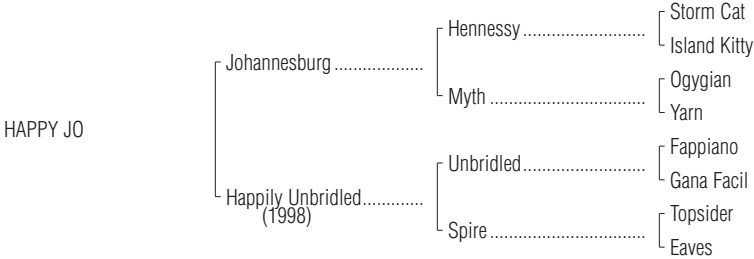 Storm Cat
Hennessy ..........................
Island Kitty
Johannesburg ...................
Ogygian
Myth .................................
Yarn
HAPPY JO
Fappiano
Unbridled..........................
Gana Facil
Happily Unbridled.............
(1998)
Topsider
Spire .................................
Eaves